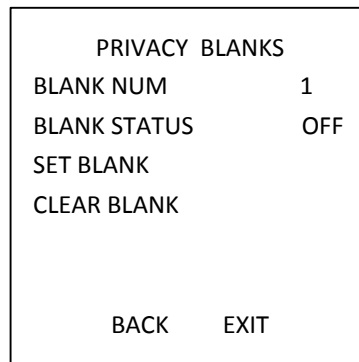 PRIVACY BLANKS
BLANK NUM 1
BLANK STATUS OFF
SET BLANK
CLEAR BLANK
BACK EXIT